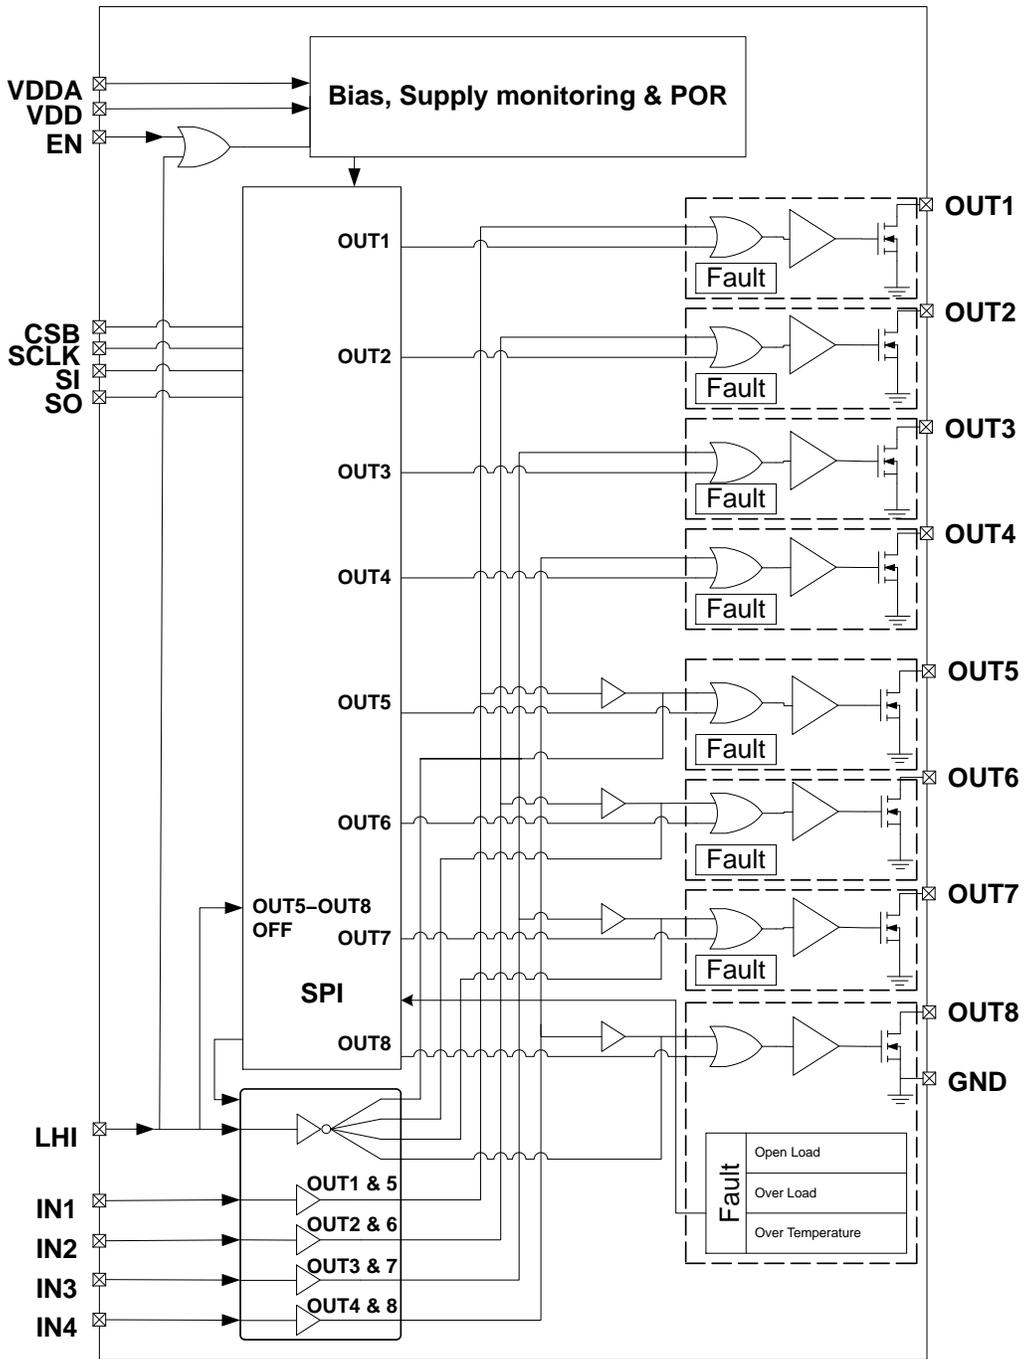 VDDA
VDD
EN
Bias, Supply monitoring & POR
CSB
SCLK
SI
SO
OUT1
OUT2
OUT3
OUT4
OUT5
OUT6
OUT5–OUT8
OFF
OUT7
SPI
OUT8
Fault
OUT1
Fault
OUT2
Fault
OUT3
Fault
OUT4
Fault
OUT5
Fault
OUT6
Fault
OUT7
OUT8
GND
Fault
Open Load
Over Load
Over Temperature
LHI
IN1
IN2
IN3
IN4
OUT1 & 5
OUT2 & 6
OUT3 & 7
OUT4 & 8